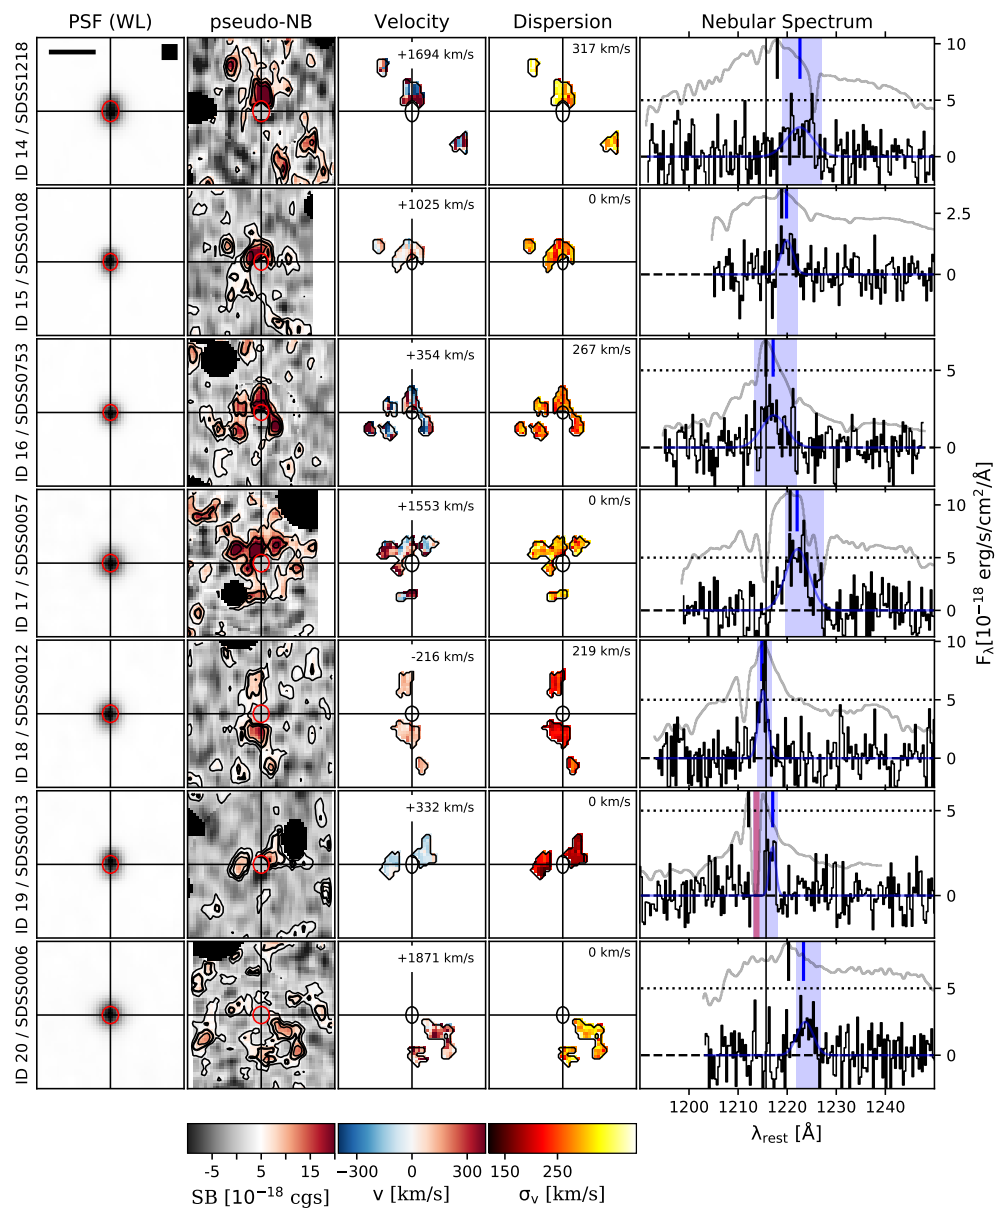 PSF (WL) pseudo-NB Velocity Dispersion Nebular Spectrum
ID 14 / SDSS1218
+1694 km/s
317 km/s
10
5
0
ID 15 / SDSS0108
+1025 km/s
0 km/s
2.5
0
ID 16 / SDSS0753
+354 km/s
267 km/s
5
0
ID 17 / SDSS0057
+1553 km/s
0 km/s
10
5
0
ID 18 / SDSS0012
-216 km/s
219 km/s
10
5
0
ID 19 / SDSS0013
+332 km/s
0 km/s
5
0
ID 20 / SDSS0006
+1871 km/s
0 km/s
5
0
Fλ[10⁻¹⁸ erg/s/cm²/Å]
1200 1210 1220 1230 1240
λrest [Å]
-5 5 15
SB [10⁻¹⁸ cgs]
−300 0 300
v [km/s]
150 250
σv [km/s]